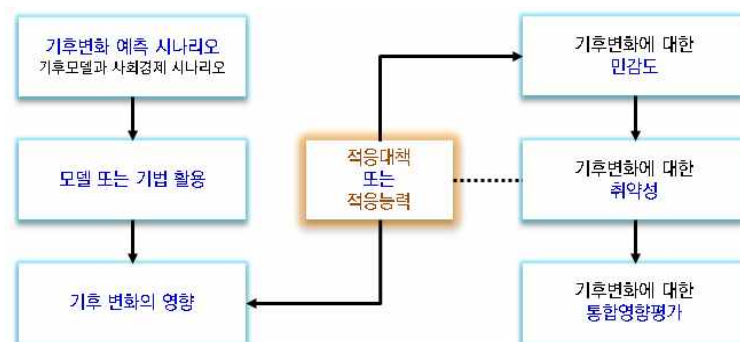 기후변화 예측 시나리오
기후모델과 사회경제 시나리오
모델 또는 기법 활용
기후 변화의 영향
적응대책
또는
적응능력
기후변화에 대한
민감도
기후변화에 대한
취약성
기후변화에 대한
통합영향평가